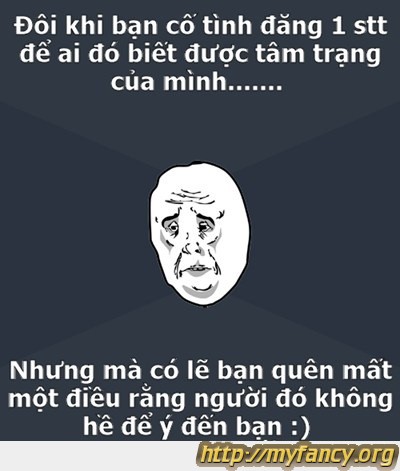 Đôi khi bạn cố tình đăng 1 stt
để ai đó biết được tâm trạng
của mình.......
Nhưng mà có lẽ bạn quên mất
một điều rằng người đó không
hề để ý đến bạn :)
http://myfancy.org